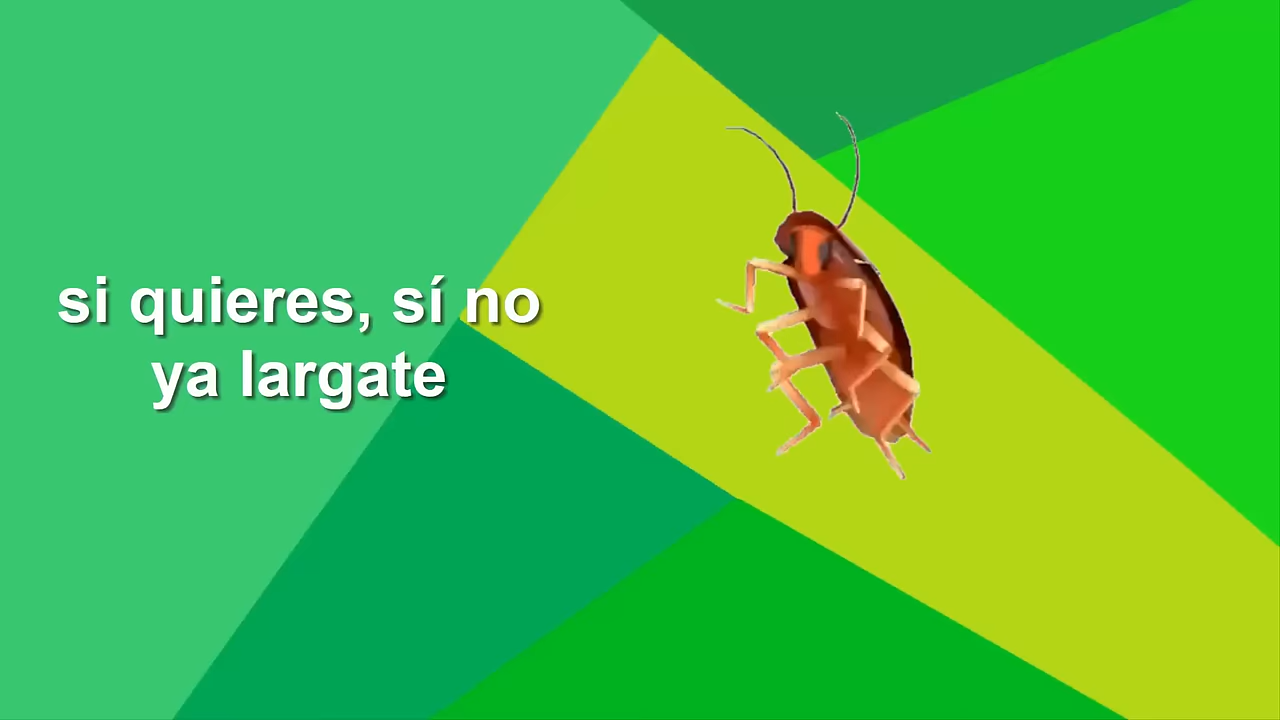 si quieres, sí no
ya largate